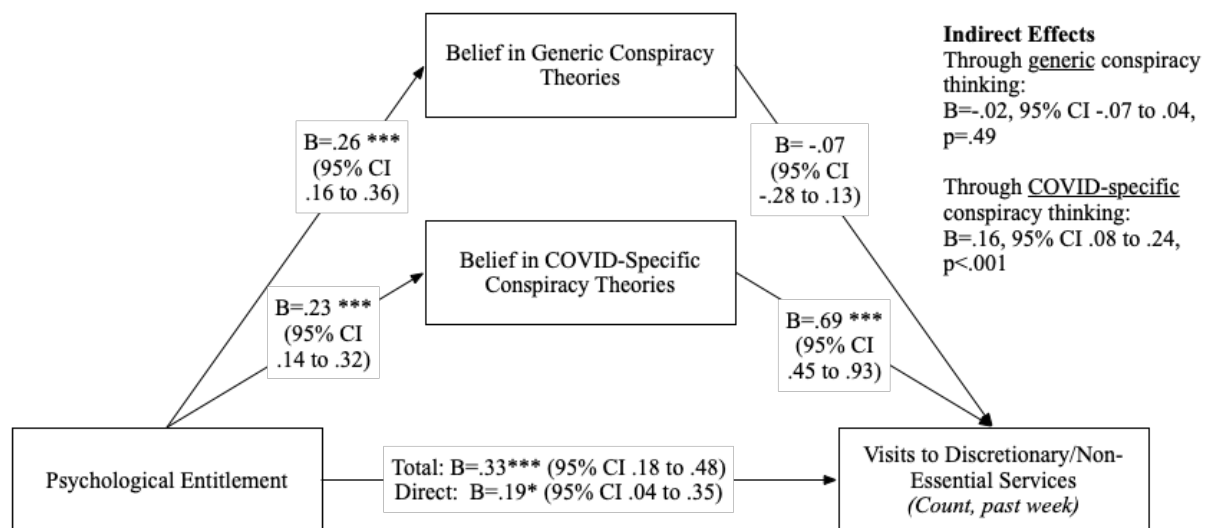 Belief in Generic Conspiracy
Theories
Indirect Effects
Through generic conspiracy
thinking:
B=-.02, 95% CI -.07 to .04,
p=.49
Through COVID-specific
conspiracy thinking:
B=.16, 95% CI .08 to .24,
p<.001
B=.26 ***
(95% CI
.16 to .36)
B= -.07
(95% CI
-.28 to .13)
Belief in COVID-Specific
Conspiracy Theories
B=.23 ***
(95% CI
.14 to .32)
B=.69 ***
(95% CI
.45 to .93)
Psychological Entitlement
Total: B=.33*** (95% CI .18 to .48)
Direct: B=.19* (95% CI .04 to .35)
Visits to Discretionary/Non-
Essential Services
(Count, past week)